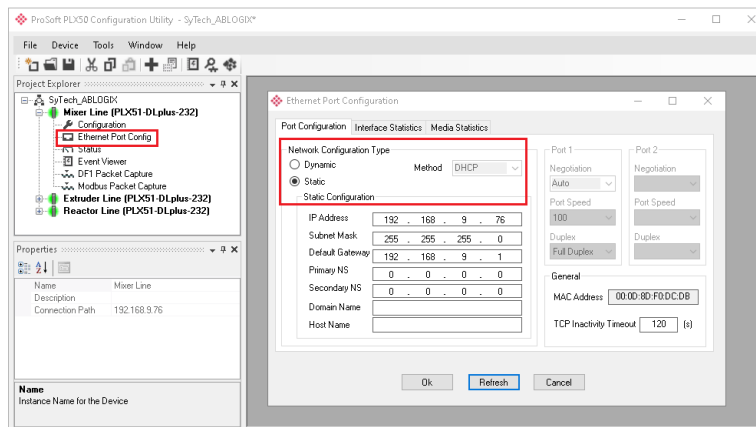 ProSoft PLX50 Configuration Utility - SyTech_ABLOGIX*
File Device Tools Window Help
Project Explorer
SyTech_ABLOGIX
Mixer Line (PLX51-DLplus-232)
Configuration
Ethernet Port Config
Status
Event Viewer
DF1 Packet Capture
Modbus Packet Capture
Extruder Line (PLX51-DLplus-232)
Reactor Line (PLX51-DLplus-232)
Properties
Name Mixer Line
Description
Connection Path 192.168.9.76
Name
Instance Name for the Device
Ethernet Port Configuration
Port Configuration Interface Statistics Media Statistics
Network Configuration Type
Dynamic Method DHCP
Static
Static Configuration
IP Address 192 . 168 . 9 . 76
Subnet Mask 255 . 255 . 255 . 0
Default Gateway 192 . 168 . 9 . 1
Primary NS 0 . 0 . 0 . 0
Secondary NS 0 . 0 . 0 . 0
Domain Name
Host Name
Port 1
Negotiation
Auto
Port Speed
100
Duplex
Full Duplex
Port 2
Negotiation
Port Speed
Duplex
General
MAC Address 00:0D:8D:F0:DC:DB
TCP Inactivity Timeout 120 (s)
Ok Refresh Cancel